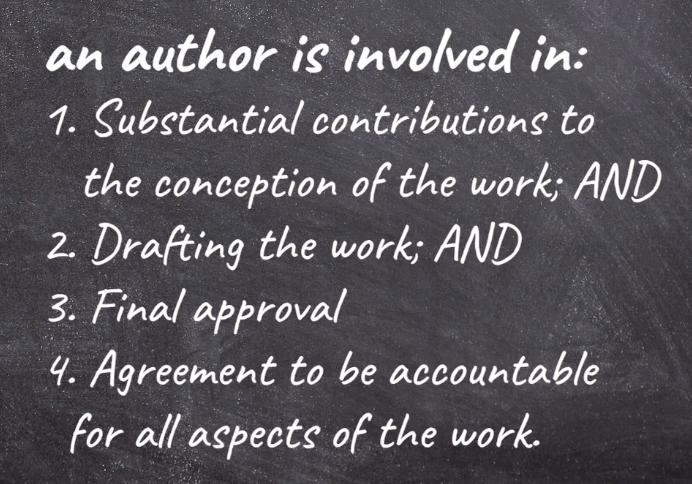 an author is involved in:
1. Substantial contributions to
the conception of the work; AND
2. Drafting the work; AND
3. Final approval
4. Agreement to be accountable
for all aspects of the work.